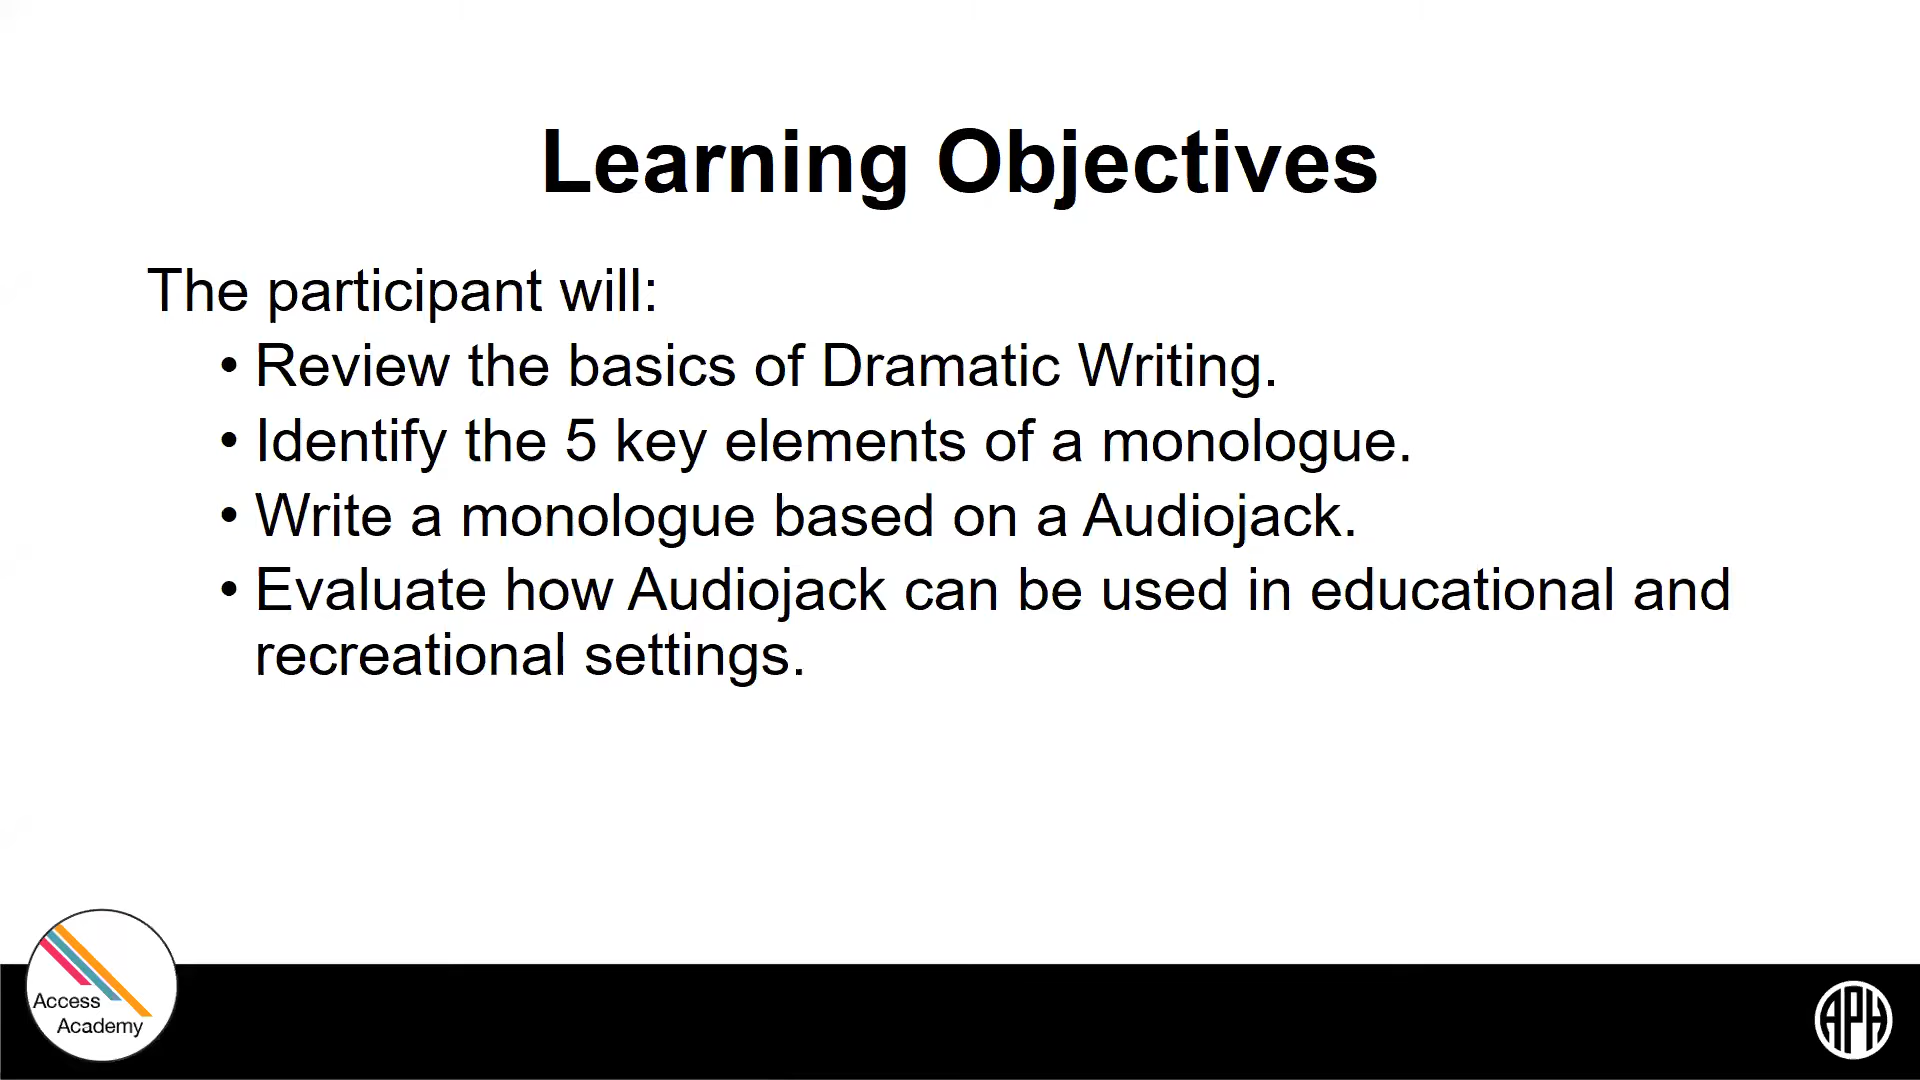 Learning Objectives
The participant will:
• Review the basics of Dramatic Writing.
• Identify the 5 key elements of a monologue.
• Write a monologue based on a Audiojack.
• Evaluate how Audiojack can be used in educational and
recreational settings.
Access
Academy
APH